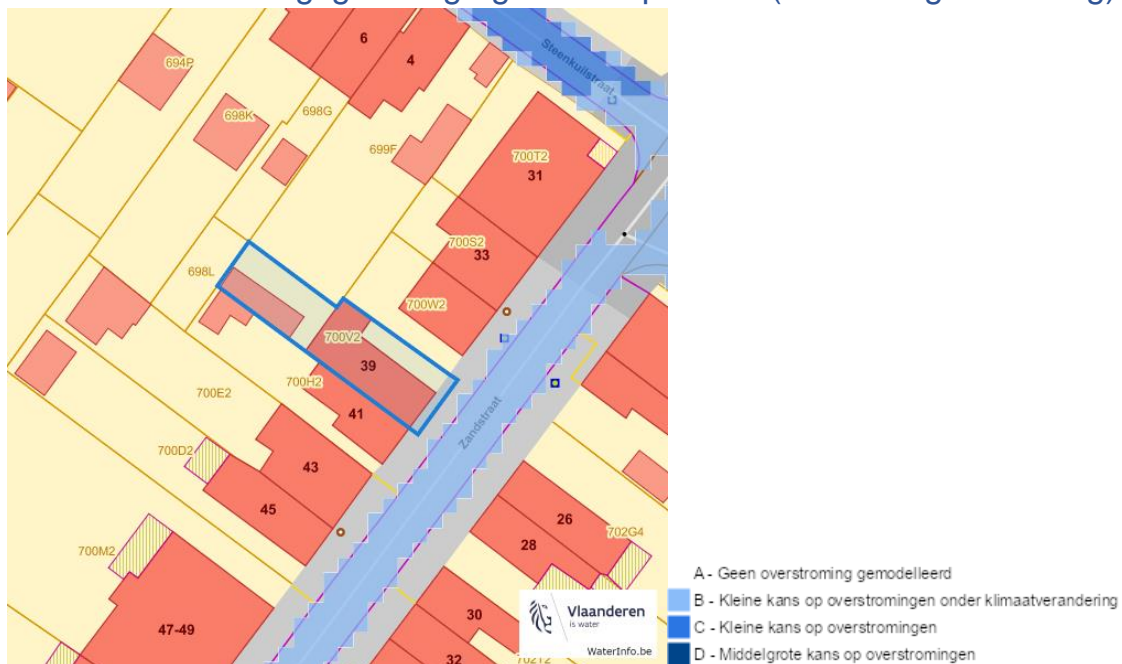 6
4
Steenkuilstraat
694P
698K
698G
699F
700T2
31
700S2
33
698L
700W2
700V2
39
700H2
700E2
41
Zandstraat
700D2
43
45
26
28
702G4
700M2
47-49
30
32
Vlaanderen
is water
WaterInfo.be
A - Geen overstroming gemodelleerd
B - Kleine kans op overstromingen onder klimaatverandering
C - Kleine kans op overstromingen
D - Middelgrote kans op overstromingen